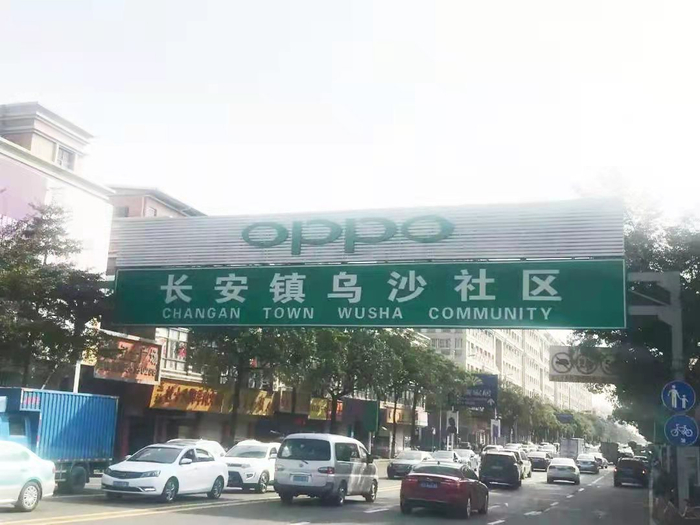 oppo
长安镇乌沙社区
CHANGAN TOWN WUSHA COMMUNITY